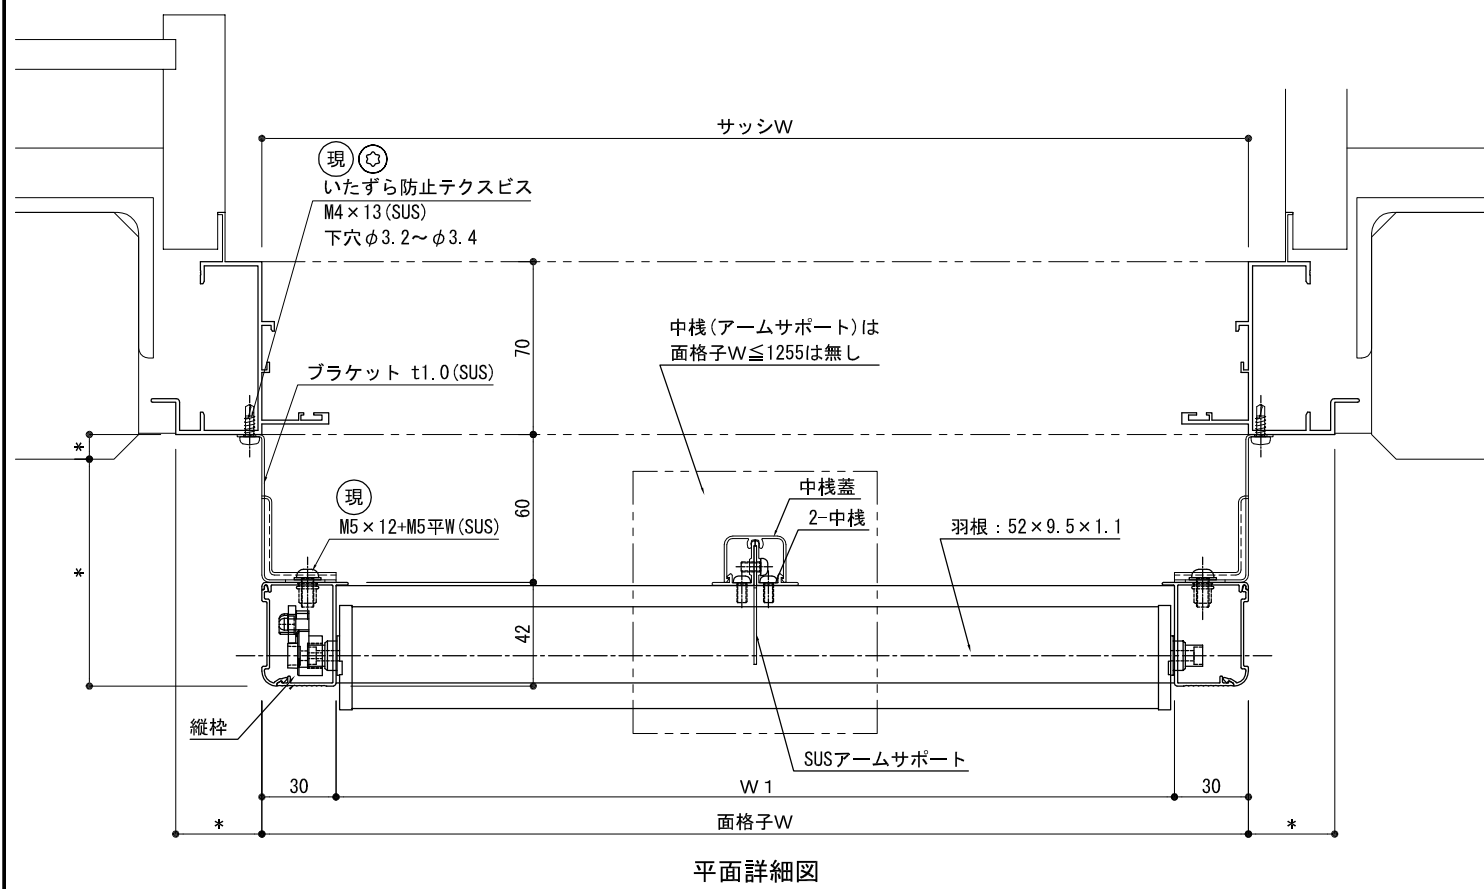 サッシW
現
いたずら防止テクスビス
M4×13(SUS)
下穴φ3.2～φ3.4
中桟(アームサポート)は
面格子W≦1255は無し
70
ブラケット t1.0(SUS)
*
現
M5×12+M5平W(SUS)
60
中桟蓋
2-中桟
羽根：52×9.5×1.1
*
42
縦枠
SUSアームサポート
30
W1
30
*
面格子W
*
平面詳細図